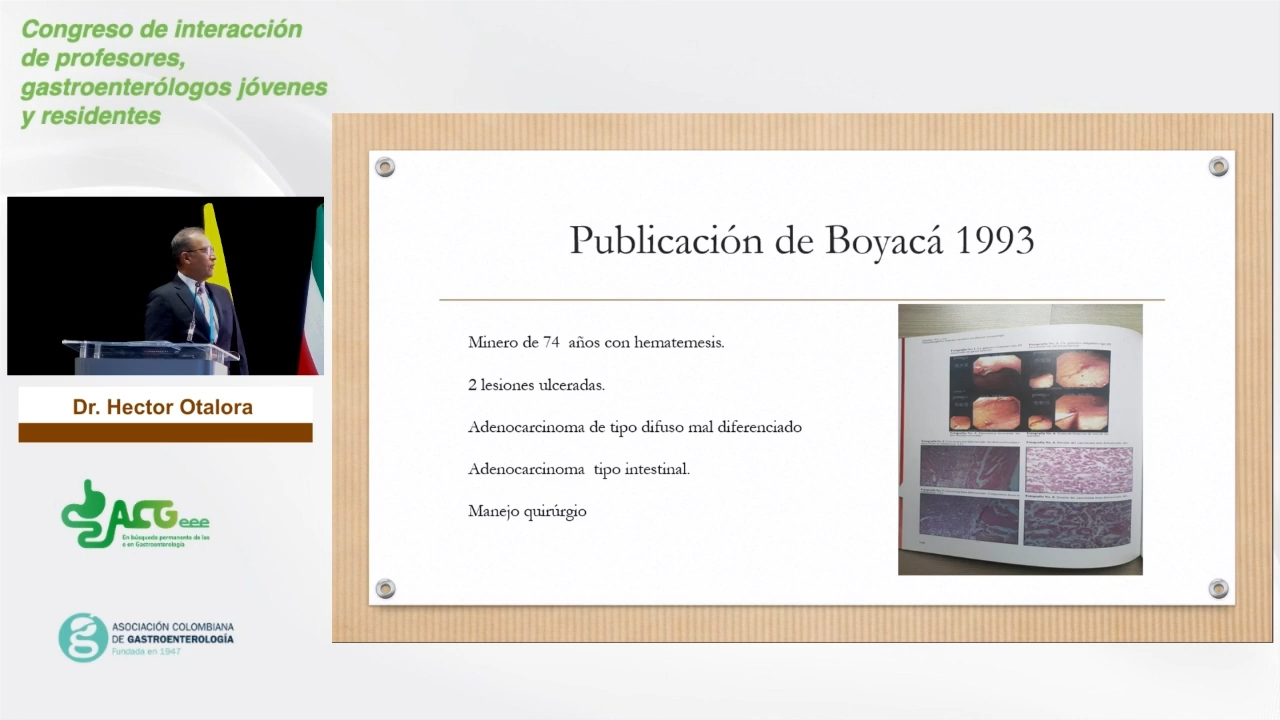 Congreso de interacción
de profesores,
gastroenterólogos jóvenes
y residentes
Publicación de Boyacá 1993
Minero de 74 años con hematemesis.
2 lesiones ulceradas.
Adenocarcinoma de tipo difuso mal diferenciado
Adenocarcinoma tipo intestinal.
Manejo quirúrgio
Dr. Hector Otalora
ACG eee
En búsqueda permanente de las
e en Gastroenterología
ASOCIACIÓN COLOMBIANA
DE GASTROENTEROLOGÍA
Fundada en 1947